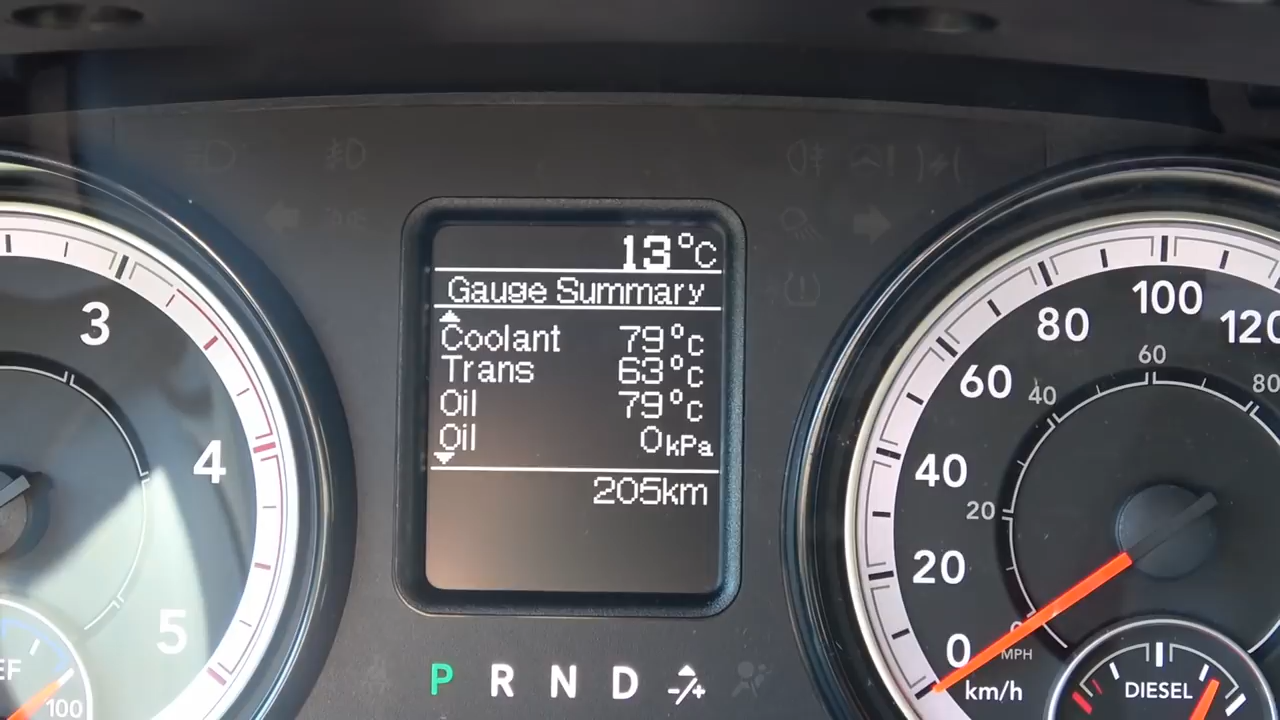 13°C
Gauge Summary
Coolant 79°C
Trans 63°C
Oil 79°C
Oil 0kPa
205km
P R N D -/+
3
4
5
100
0
20
40
60
80
100
120
20
40
60
80
MPH
km/h
DIESEL